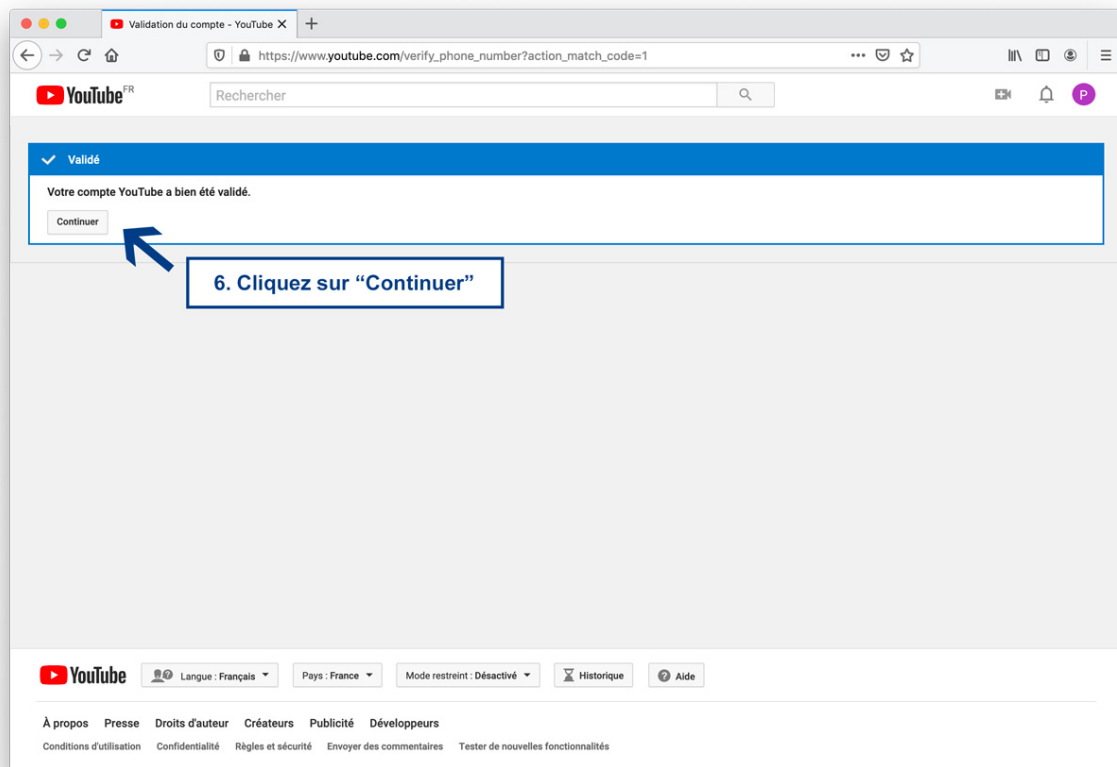 Validation du compte - YouTube
https://www.youtube.com/verify_phone_number?action_match_code=1
YouTube FR
Rechercher
P
Validé
Votre compte YouTube a bien été validé.
Continuer
6. Cliquez sur “Continuer”
YouTube
Langue : Français
Pays : France
Mode restreint : Désactivé
Historique
Aide
À propos Presse Droits d'auteur Créateurs Publicité Développeurs
Conditions d'utilisation Confidentialité Règles et sécurité Envoyer des commentaires Tester de nouvelles fonctionnalités